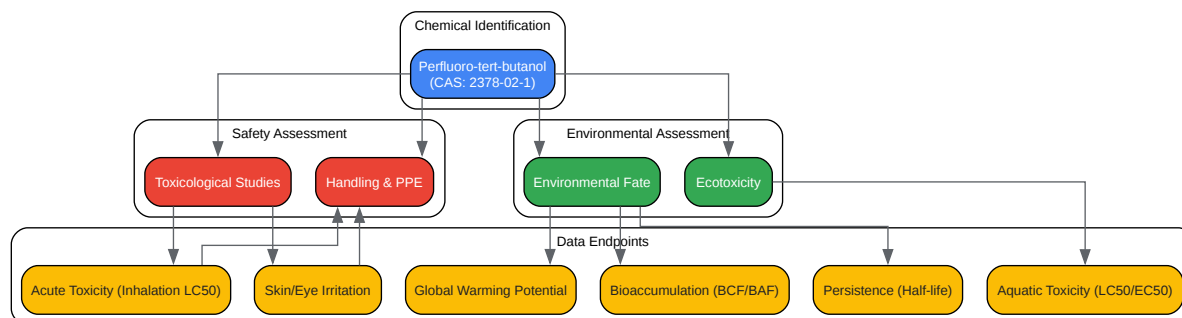 Chemical Identification
Perfluoro-tert-butanol
(CAS: 2378-02-1)
Safety Assessment
Environmental Assessment
Toxicological Studies
Handling & PPE
Environmental Fate
Ecotoxicity
Data Endpoints
Acute Toxicity (Inhalation LC50)
Skin/Eye Irritation
Global Warming Potential
Bioaccumulation (BCF/BAF)
Persistence (Half-life)
Aquatic Toxicity (LC50/EC50)